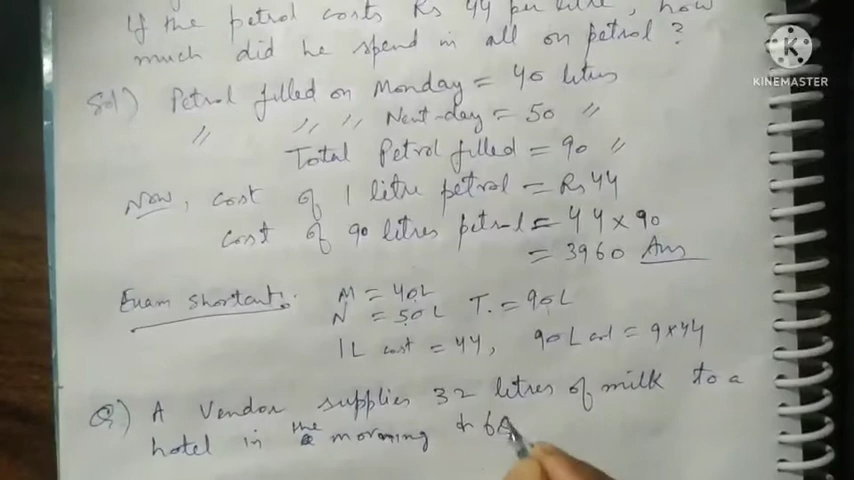 If the petrol costs Rs 44 per litre, how
much did he spend in all on petrol ?
Sol) Petrol filled on Monday = 40 litres
〃 〃 〃 Next-day = 50 〃
Total Petrol filled = 90 〃
Now, cost of 1 litre petrol = Rs 44
cost of 90 litres petrol = 44 x 90
= 3960 Ans
Exam shortcut:
M = 40L
N = 50L T. = 90L
1L cost = 44, 90L cost = 9x44
Q) A Vendor supplies 32 litres of milk to a
hotel in the morning & 68
KINEMASTER